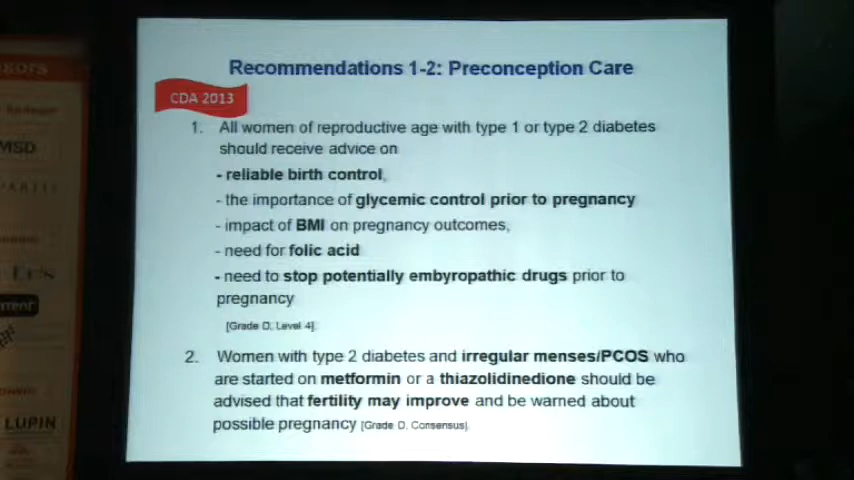 Recommendations 1-2: Preconception Care
CDA 2013
1. All women of reproductive age with type 1 or type 2 diabetes
should receive advice on
- reliable birth control,
- the importance of glycemic control prior to pregnancy
- impact of BMI on pregnancy outcomes,
- need for folic acid
- need to stop potentially embyropathic drugs prior to
pregnancy
[Grade D, Level 4].
2. Women with type 2 diabetes and irregular menses/PCOS who
are started on metformin or a thiazolidinedione should be
advised that fertility may improve and be warned about
possible pregnancy [Grade D, Consensus].
MSD
LUPIN